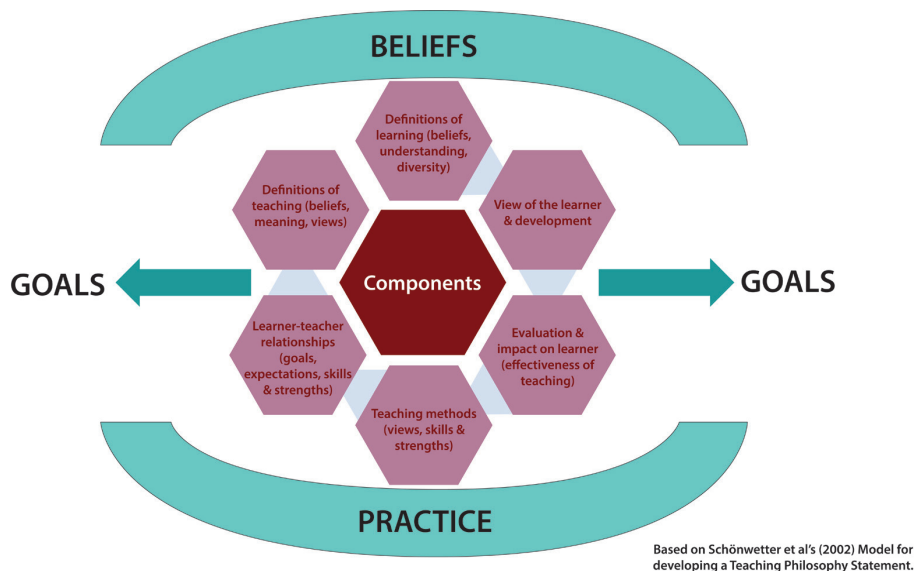 BELIEFS
Definitions of
learning (beliefs,
understanding,
diversity)
Definitions of
teaching (beliefs,
meaning, views)
View of the learner
& development
Components
GOALS
GOALS
Learner-teacher
relationships
(goals,
expectations, skills
& strengths)
Evaluation &
impact on learner
(effectiveness of
teaching)
Teaching methods
(views, skills &
strengths)
PRACTICE
Based on Schönwetter et al's (2002) Model for
developing a Teaching Philosophy Statement.